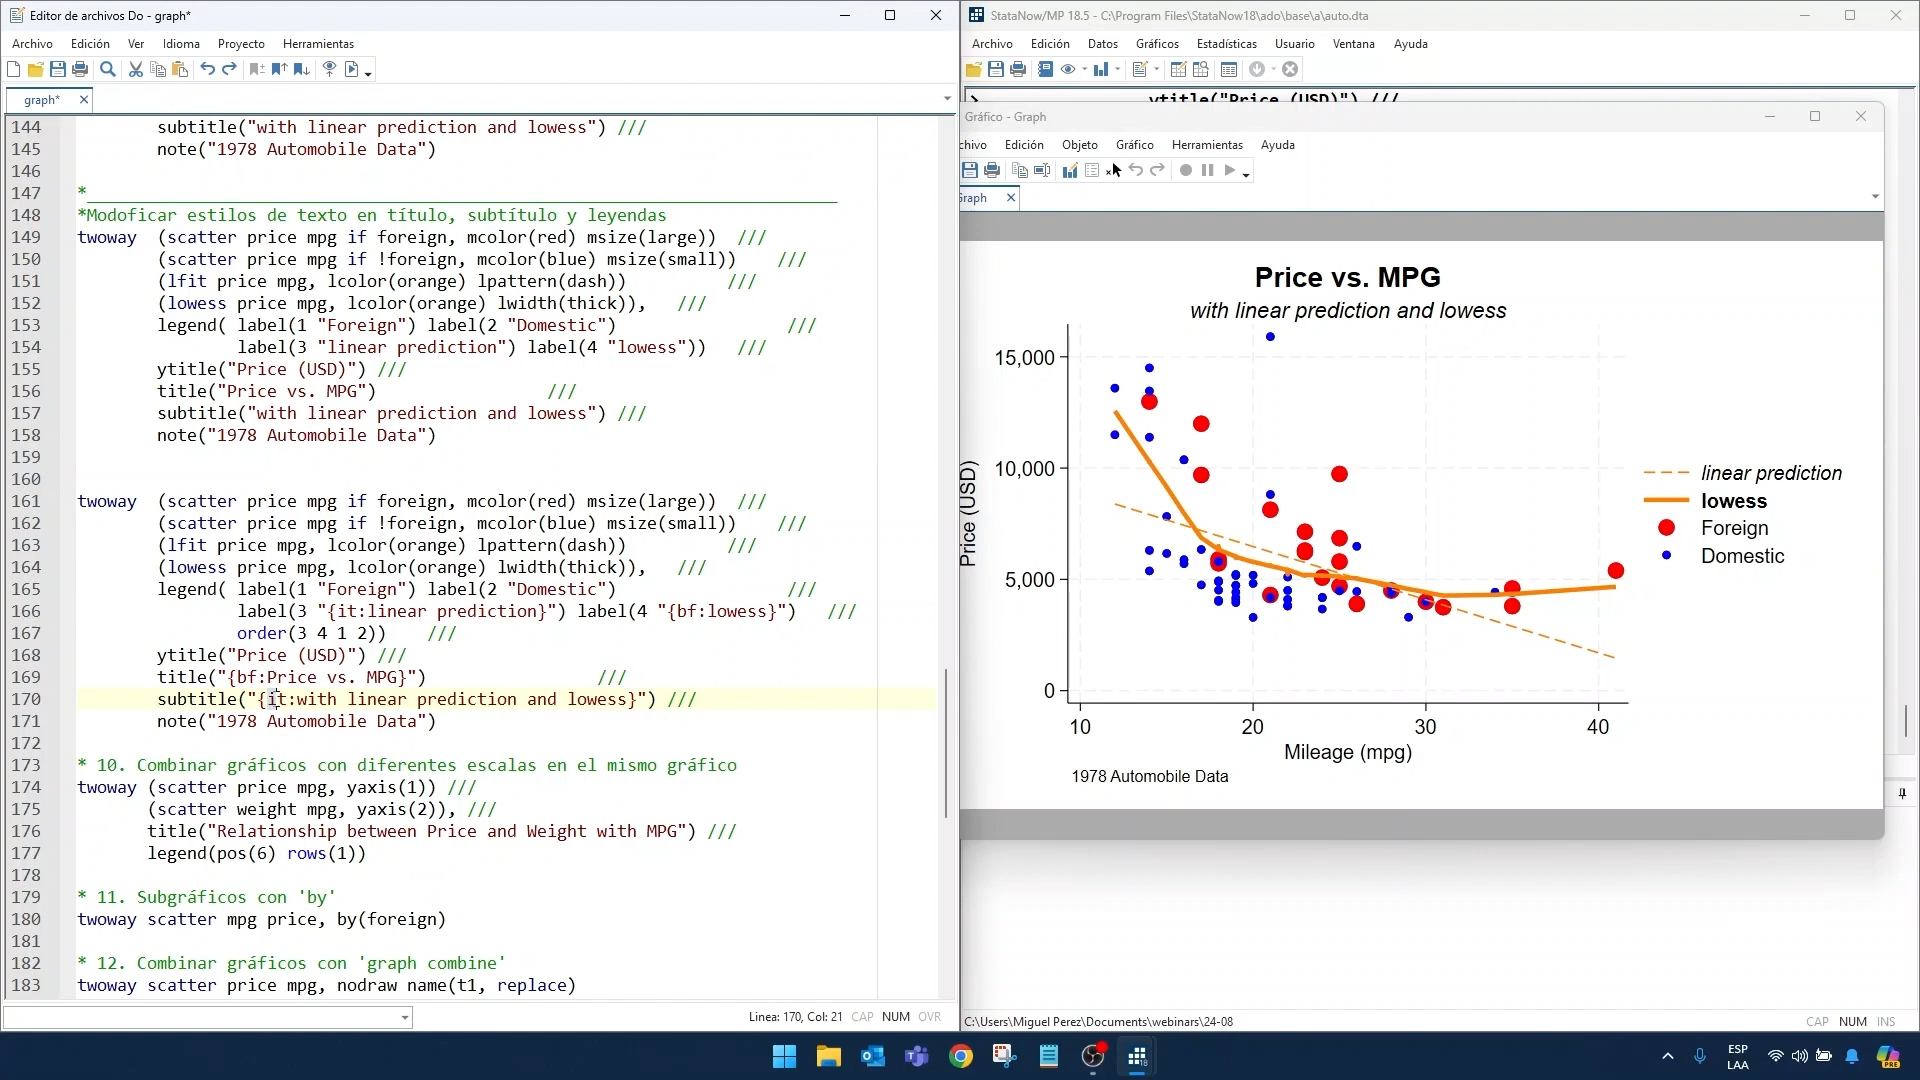 Editor de archivos Do - graph*
Archivo Edición Ver Idioma Proyecto Herramientas
graph*
144 subtitle("with linear prediction and lowess") ///
145 note("1978 Automobile Data")
146
147 *____________________________________________________________________________
148 *Modoficar estilos de texto en título, subtítulo y leyendas
149 twoway (scatter price mpg if foreign, mcolor(red) msize(large)) ///
150 (scatter price mpg if !foreign, mcolor(blue) msize(small)) ///
151 (lfit price mpg, lcolor(orange) lpattern(dash)) ///
152 (lowess price mpg, lcolor(orange) lwidth(thick)), ///
153 legend( label(1 "Foreign") label(2 "Domestic") ///
154 label(3 "linear prediction") label(4 "lowess")) ///
155 ytitle("Price (USD)") ///
156 title("Price vs. MPG") ///
157 subtitle("with linear prediction and lowess") ///
158 note("1978 Automobile Data")
159
160
161 twoway (scatter price mpg if foreign, mcolor(red) msize(large)) ///
162 (scatter price mpg if !foreign, mcolor(blue) msize(small)) ///
163 (lfit price mpg, lcolor(orange) lpattern(dash)) ///
164 (lowess price mpg, lcolor(orange) lwidth(thick)), ///
165 legend( label(1 "Foreign") label(2 "Domestic") ///
166 label(3 "{it:linear prediction}") label(4 "{bf:lowess}") ///
167 order(3 4 1 2)) ///
168 ytitle("Price (USD)") ///
169 title("{bf:Price vs. MPG}") ///
170 subtitle("{it:with linear prediction and lowess}") ///
171 note("1978 Automobile Data")
172
173 * 10. Combinar gráficos con diferentes escalas en el mismo gráfico
174 twoway (scatter price mpg, yaxis(1)) ///
175 (scatter weight mpg, yaxis(2)), ///
176 title("Relationship between Price and Weight with MPG") ///
177 legend(pos(6) rows(1))
178
179 * 11. Subgráficos con 'by'
180 twoway scatter mpg price, by(foreign)
181
182 * 12. Combinar gráficos con 'graph combine'
183 twoway scatter price mpg, nodraw name(t1, replace)
Linea: 170, Col: 21 CAP NUM OVR
StataNow/MP 18.5 - C:\Program Files\StataNow18\ado\base\a\auto.dta
Archivo Edición Datos Gráficos Estadísticas Usuario Ventana Ayuda
> ytitle("Price (USD)") ///
Gráfico - Graph
chivo Edición Objeto Gráfico Herramientas Ayuda
Graph
Price vs. MPG
with linear prediction and lowess
15,000
10,000
5,000
0
Price (USD)
10 20 30 40
Mileage (mpg)
1978 Automobile Data
linear prediction
lowess
Foreign
Domestic
C:\Users\Miguel Perez\Documents\webinars\24-08
CAP NUM INS
18
ESP
LAA
PRE